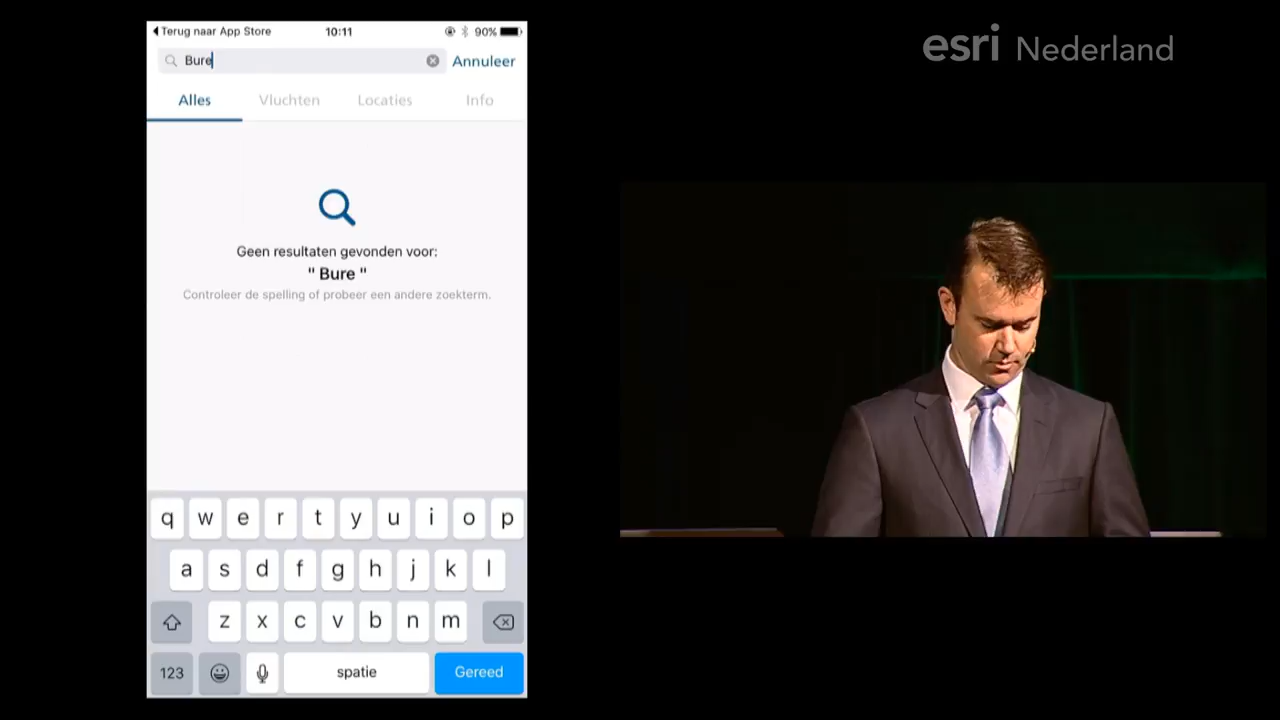 Terug naar App Store 10:11 90%
Bure Annuleer
Alles Vluchten Locaties Info
Geen resultaten gevonden voor:
" Bure "
Controleer de spelling of probeer een andere zoekterm.
q w e r t y u i o p
a s d f g h j k l
z x c v b n m
123 spatie Gereed
esri Nederland